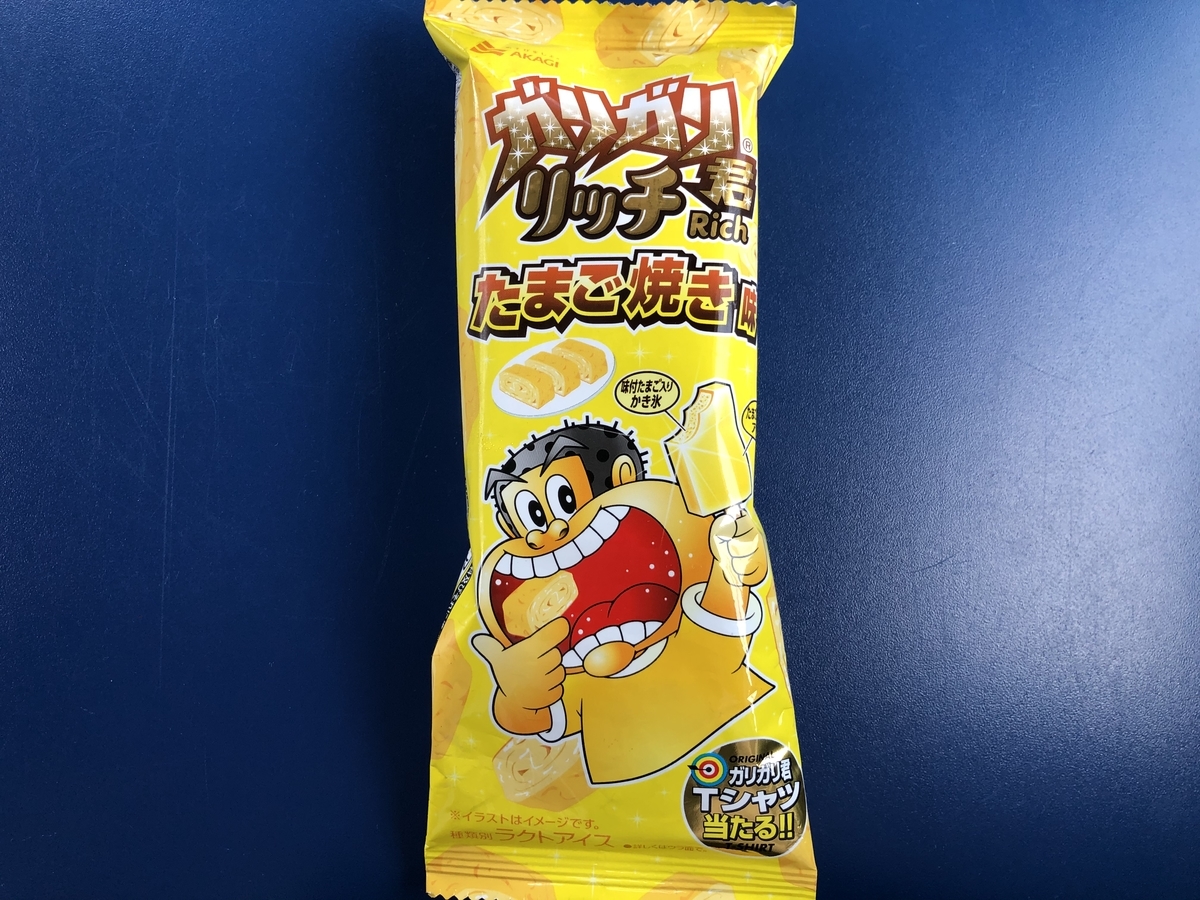 AKAGI
ガリガリ君®
リッチ Rich
たまご焼き味
味付たまご入り
かき氷
ORIGINAL
ガリガリ君
Tシャツ
当たる!!
T-SHIRT
※イラストはイメージです。
種類別 ラクトアイス